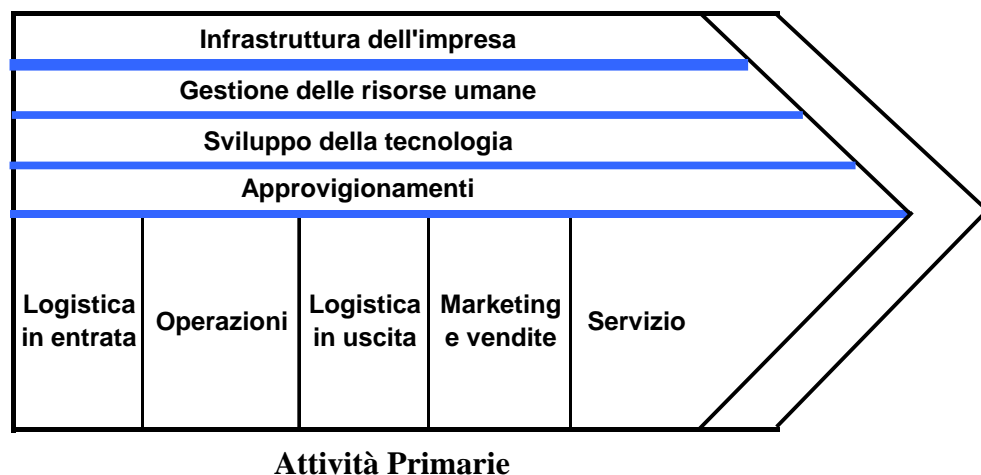 Infrastruttura dell'impresa
Gestione delle risorse umane
Sviluppo della tecnologia
Approvigionamenti
Logistica
in entrata
Operazioni
Logistica
in uscita
Marketing
e vendite
Servizio
Attività Primarie